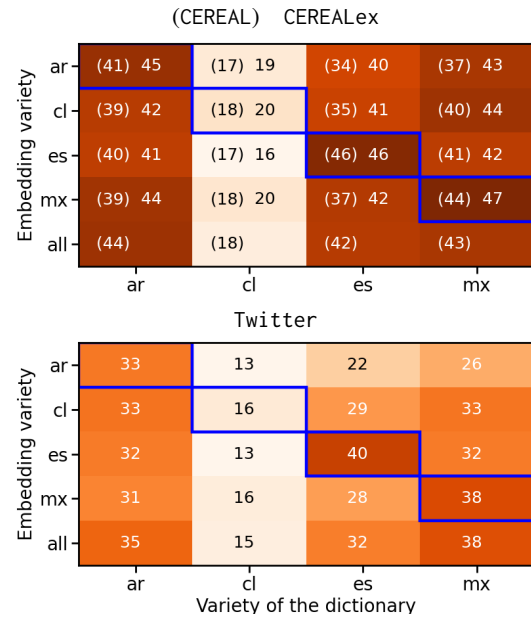 (CEREAL) CEREALex
Embedding variety
ar (41) 45 (17) 19 (34) 40 (37) 43
cl (39) 42 (18) 20 (35) 41 (40) 44
es (40) 41 (17) 16 (46) 46 (41) 42
mx (39) 44 (18) 20 (37) 42 (44) 47
all (44) (18) (42) (43)
ar cl es mx
Twitter
Embedding variety
ar 33 13 22 26
cl 33 16 29 33
es 32 13 40 32
mx 31 16 28 38
all 35 15 32 38
ar cl es mx
Variety of the dictionary